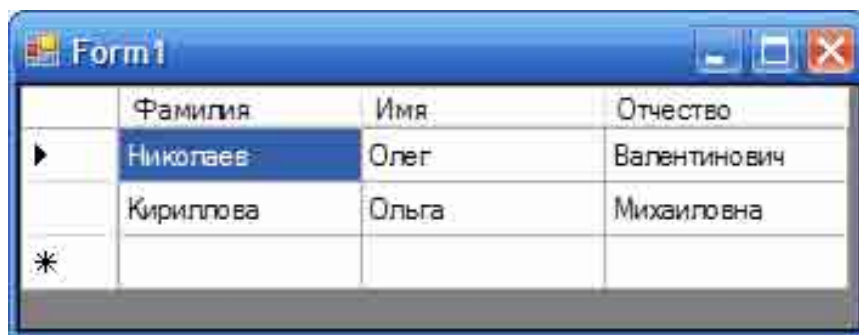 Form1
Фамилия Имя Отчество
Николаев Олег Валентинович
Кириллова Ольга Михаиловна